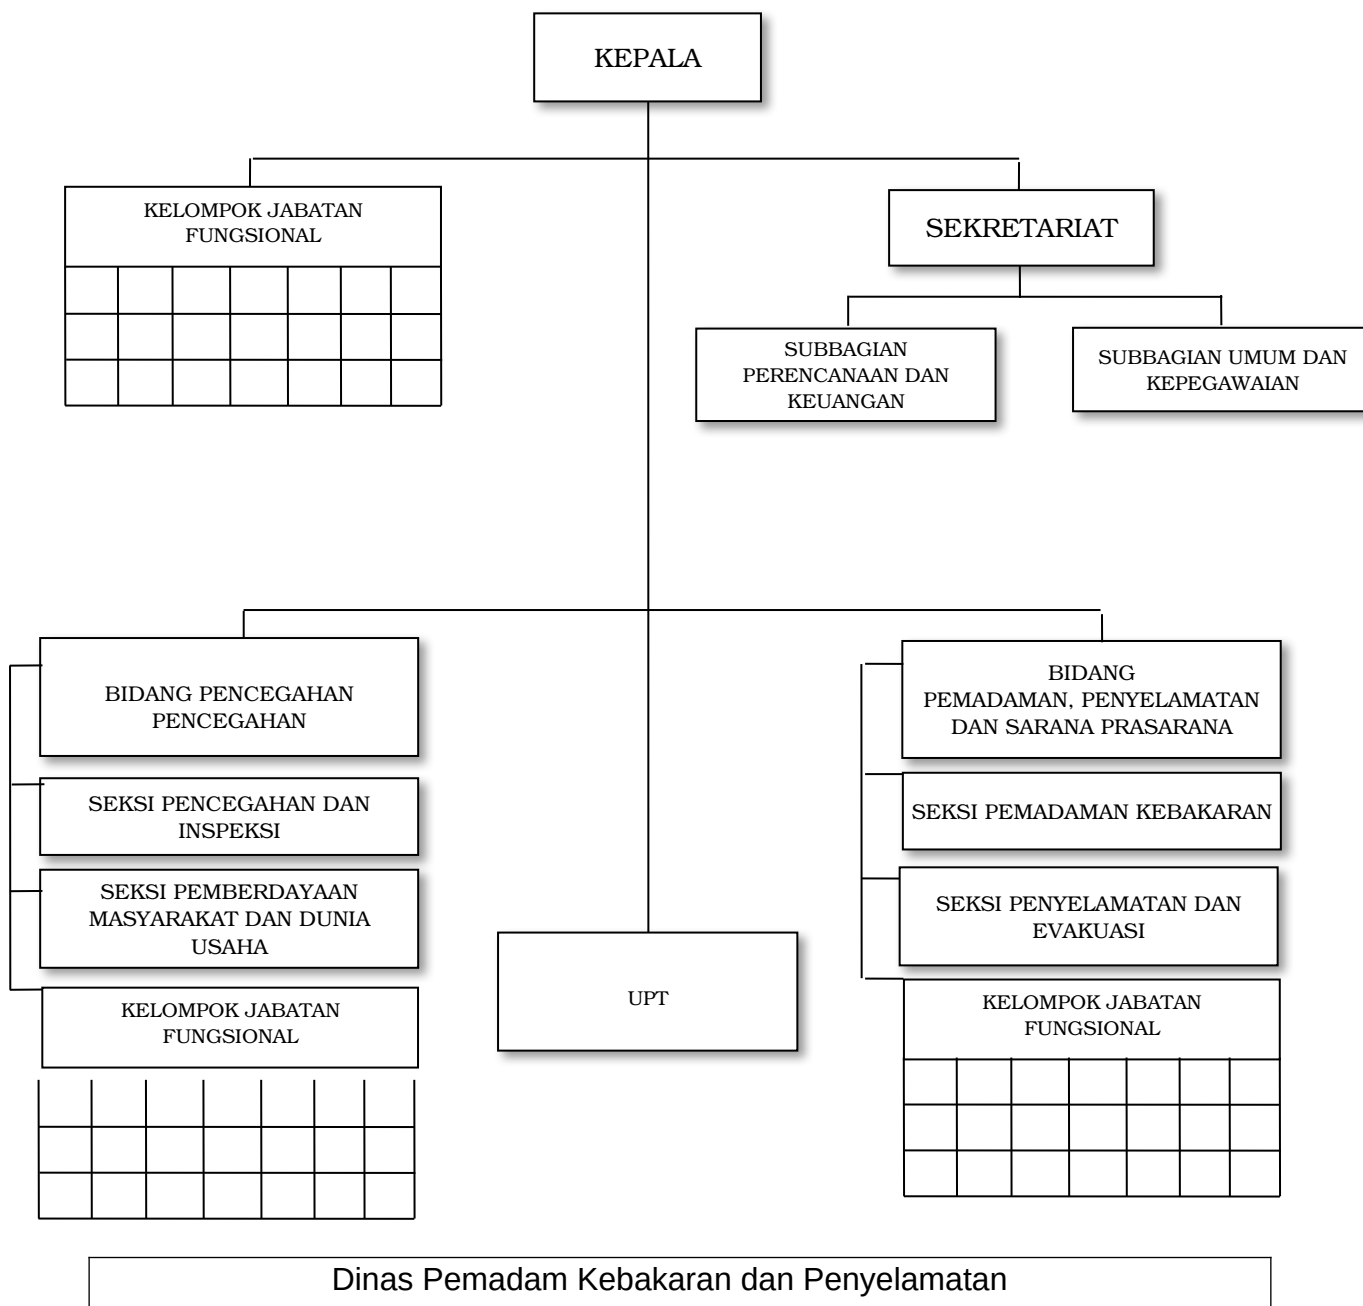 KEPALA
KELOMPOK JABATAN
FUNGSIONAL
SEKRETARIAT
SUBBAGIAN
PERENCANAAN DAN
KEUANGAN
SUBBAGIAN UMUM DAN
KEPEGAWAIAN
BIDANG PENCEGAHAN
PENCEGAHAN
SEKSI PENCEGAHAN DAN
INSPEKSI
SEKSI PEMBERDAYAAN
MASYARAKAT DAN DUNIA
USAHA
KELOMPOK JABATAN
FUNGSIONAL
UPT
BIDANG
PEMADAMAN, PENYELAMATAN
DAN SARANA PRASARANA
SEKSI PEMADAMAN KEBAKARAN
SEKSI PENYELAMATAN DAN
EVAKUASI
KELOMPOK JABATAN
FUNGSIONAL
Dinas Pemadam Kebakaran dan Penyelamatan